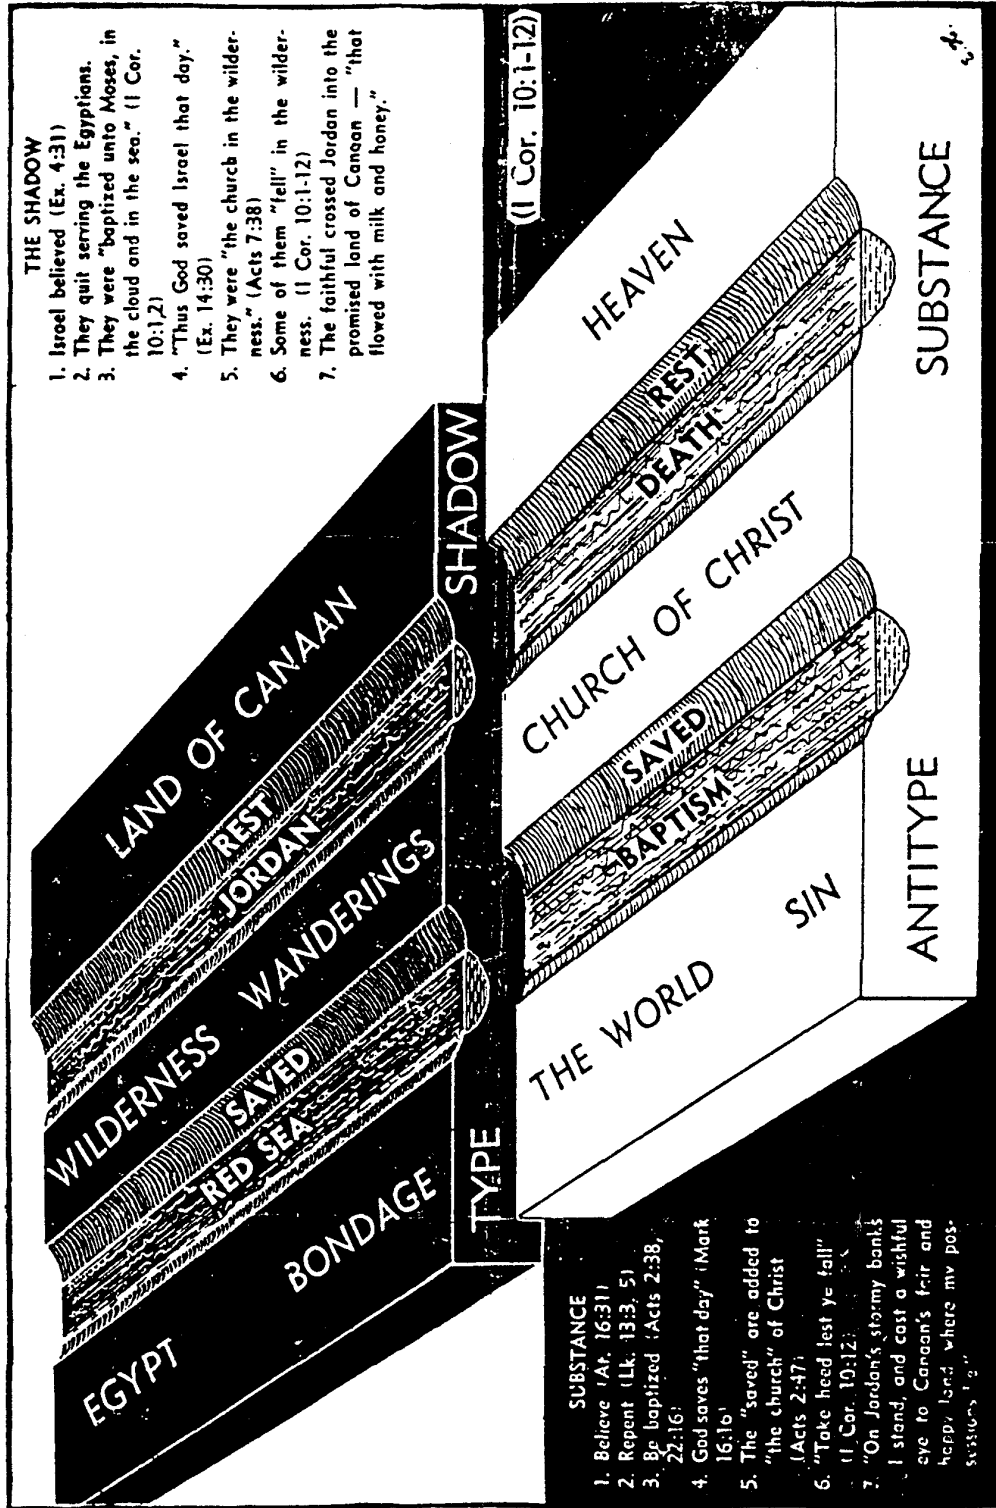 THE SHADOW
1. Israel believed (Ex. 4:31)
2. They quit serving the Egyptians.
3. They were "baptized unto Moses, in
the cloud and in the sea." (I Cor.
10:1,2)
4. "Thus God saved Israel that day."
(Ex. 14:30)
5. They were "the church in the wilder-
ness." (Acts 7:38)
6. Some of them "fell" in the wilder-
ness. (I Cor. 10:1-12)
7. The faithful crossed Jordan into the
promised land of Canaan — "that
flowed with milk and honey."
EGYPT
BONDAGE
RED SEA
SAVED
WILDERNESS WANDERINGS
JORDAN
REST
LAND OF CANAAN
TYPE
SHADOW
(I Cor. 10:1-12)
THE WORLD
SIN
BAPTISM
SAVED
CHURCH OF CHRIST
DEATH
REST
HEAVEN
ANTITYPE
SUBSTANCE
SUBSTANCE
1. Believe (Ac. 16:31)
2. Repent (Lk. 13:3, 5)
3. Be baptized (Acts 2:38,
22:16)
4. God saves "that day" (Mark
16:16)
5. The "saved" are added to
"the church" of Christ
(Acts 2:47)
6. "Take heed lest ye fall"
(I Cor. 10:12)
7. "On Jordan's stormy banks
I stand, and cast a wishful
eye to Canaan's fair and
happy land where my pos-